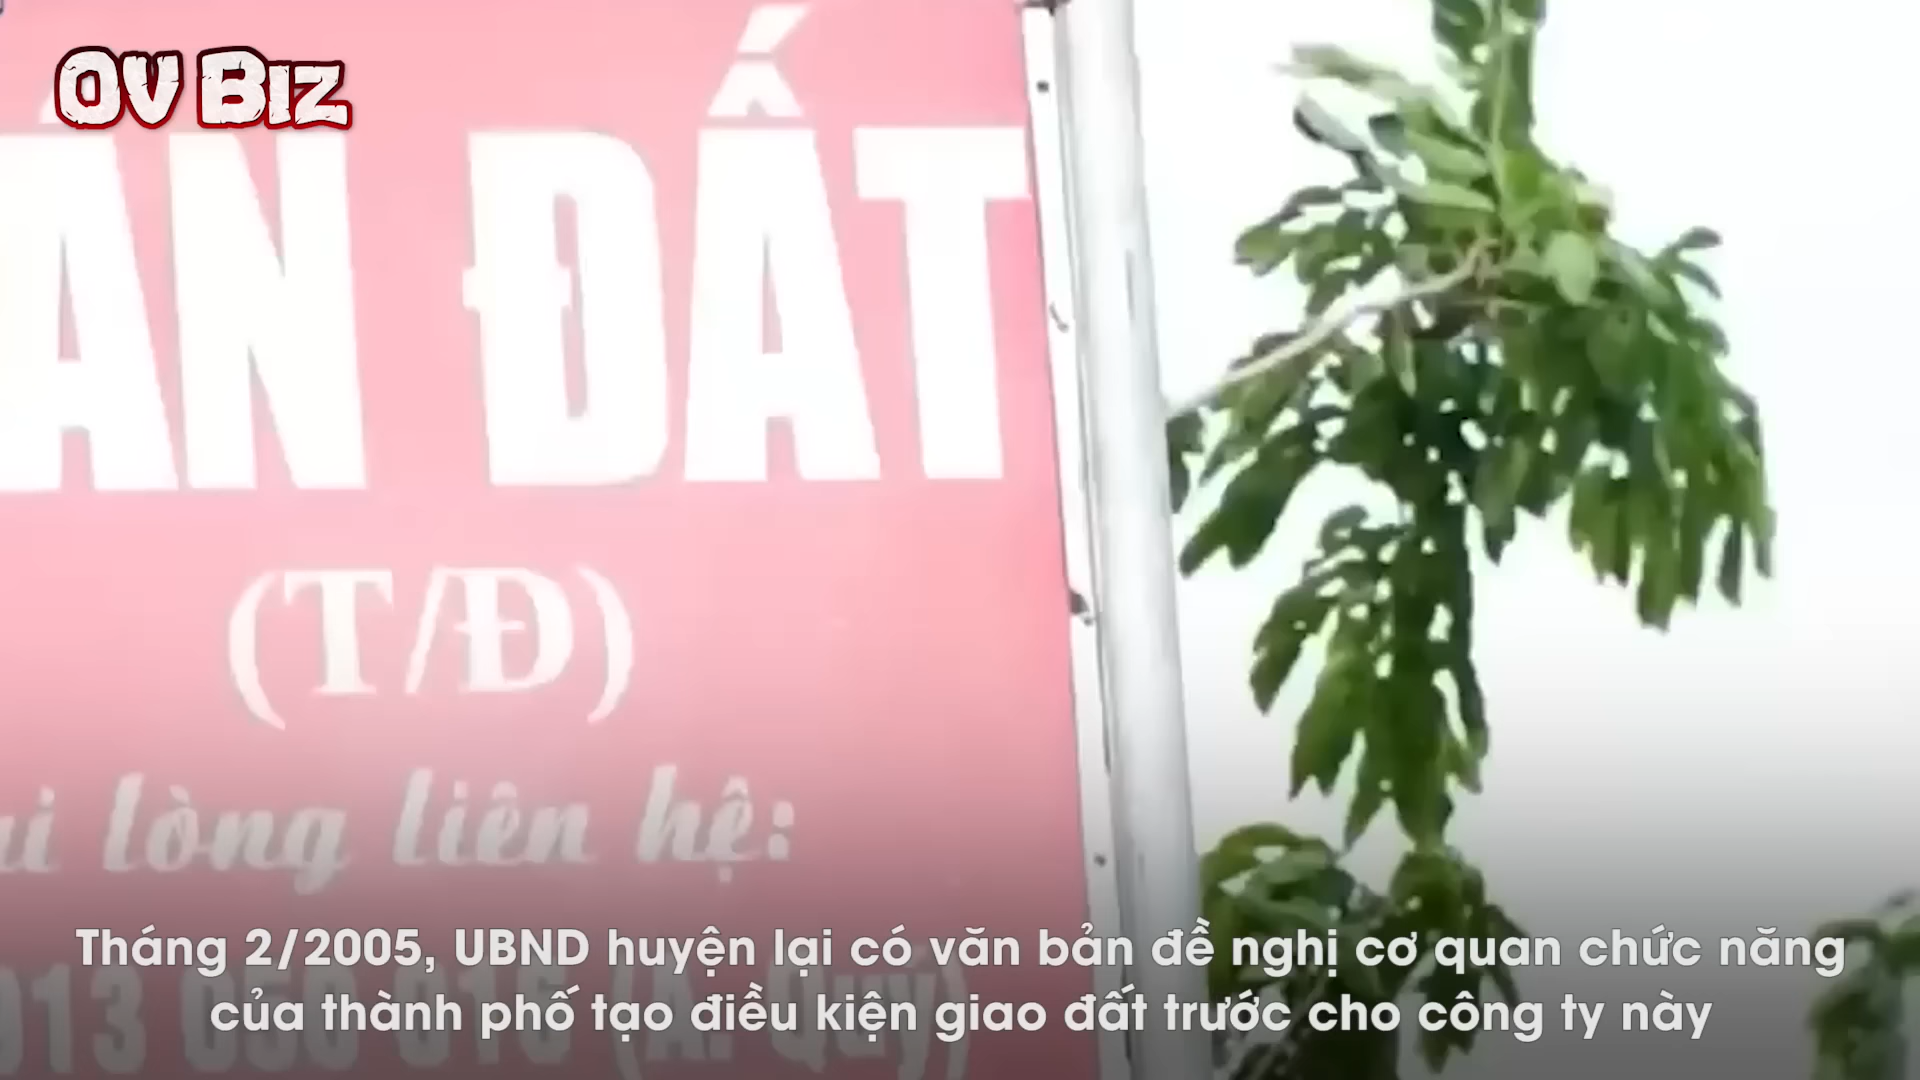 OV BIZ
ÁN ĐẤT
(T/Đ)
lòng liên hệ:
Tháng 2/2005, UBND huyện lại có văn bản đề nghị cơ quan chức năng
của thành phố tạo điều kiện giao đất trước cho công ty này